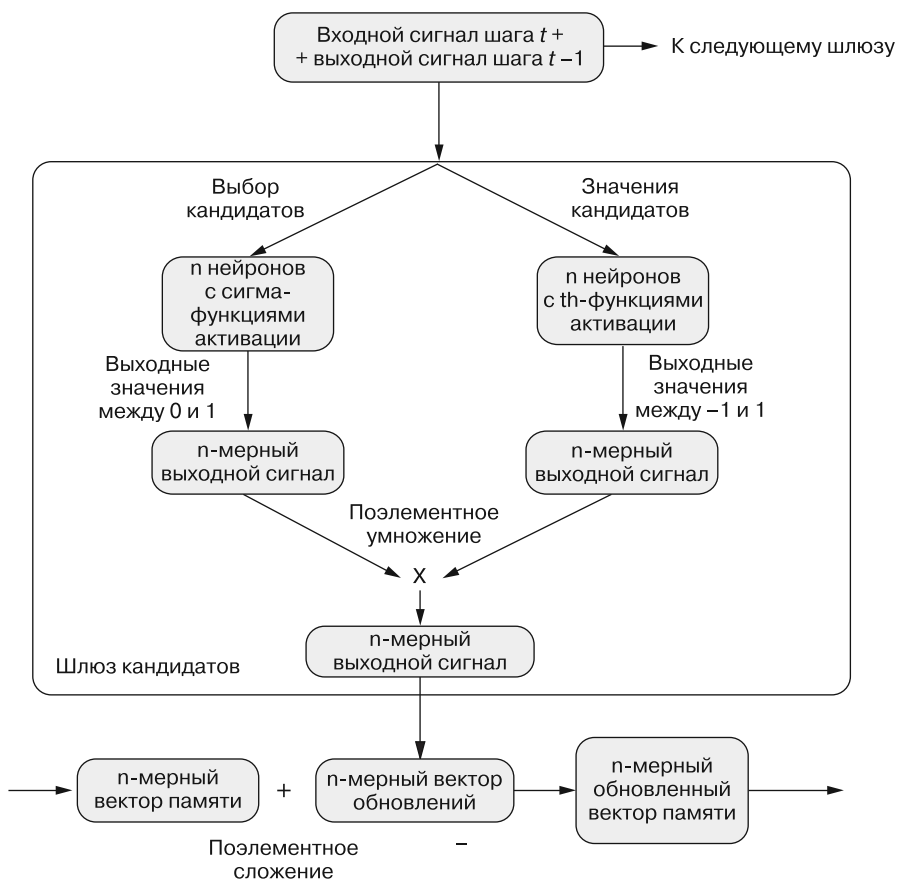 Входной сигнал шага t +
+ выходной сигнал шага t –1
К следующему шлюзу
Выбор
кандидатов
Значения
кандидатов
n нейронов
с сигма-
функциями
активации
n нейронов
с th-функциями
активации
Выходные
значения
между 0 и 1
Выходные
значения
между –1 и 1
n-мерный
выходной сигнал
n-мерный
выходной сигнал
Поэлементное
умножение
X
n-мерный
выходной сигнал
Шлюз кандидатов
n-мерный
вектор памяти
+
n-мерный вектор
обновлений
n-мерный
обновленный
вектор памяти
Поэлементное
сложение
–